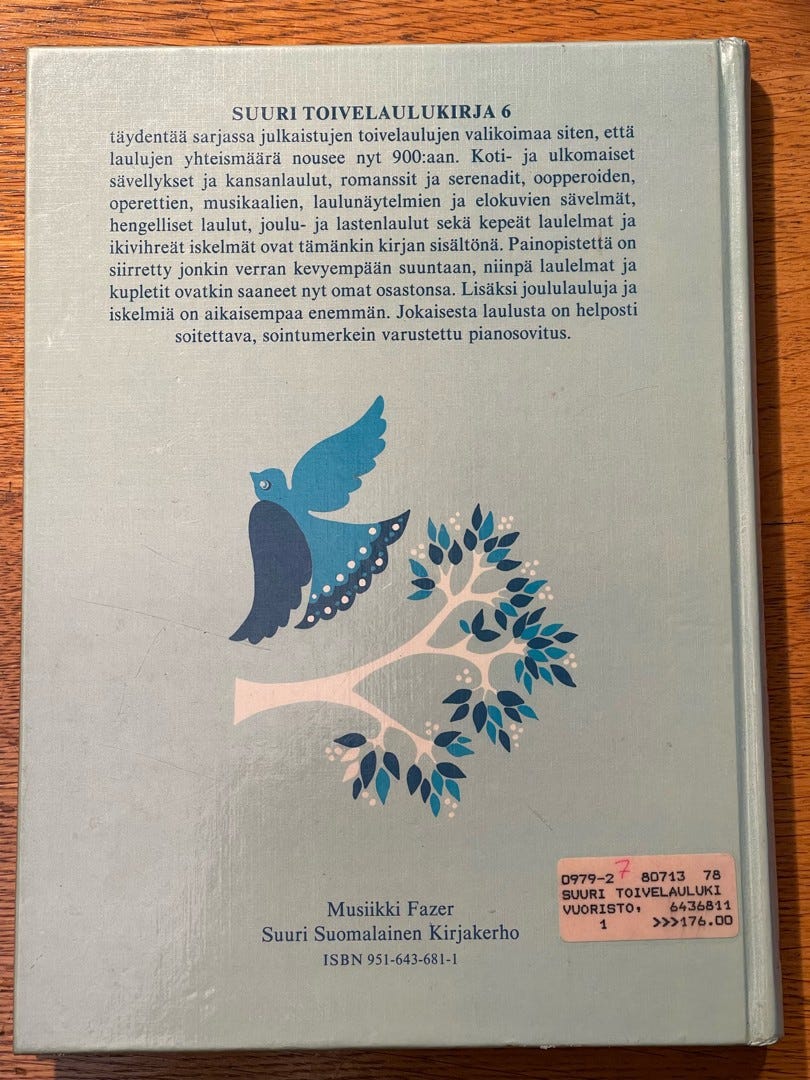 SUURI TOIVELAULUKIRJA 6
täydentää sarjassa julkaistujen toivelaulujen valikoimaa siten, että
laulujen yhteismäärä nousee nyt 900:aan. Koti- ja ulkomaiset
sävellykset ja kansanlaulut, romanssit ja serenadit, oopperoiden,
operettien, musikaalien, laulunäytelmien ja elokuvien sävelmät,
hengelliset laulut, joulu- ja lastenlaulut sekä kepeät laulelmat ja
ikivihreät iskelmät ovat tämänkin kirjan sisältönä. Painopistettä on
siirretty jonkin verran kevyempään suuntaan, niinpä laulelmat ja
kupletit ovatkin saaneet nyt omat osastonsa. Lisäksi joululauluja ja
iskelmiä on aikaisempaa enemmän. Jokaisesta laulusta on helposti
soitettava, sointumerkein varustettu pianosovitus.
Musiikki Fazer
Suuri Suomalainen Kirjakerho
ISBN 951-643-681-1
0979-2 7 80713 78
SUURI TOIVELAULUKI
VUORISTO, 6436811
1 >>>176.00